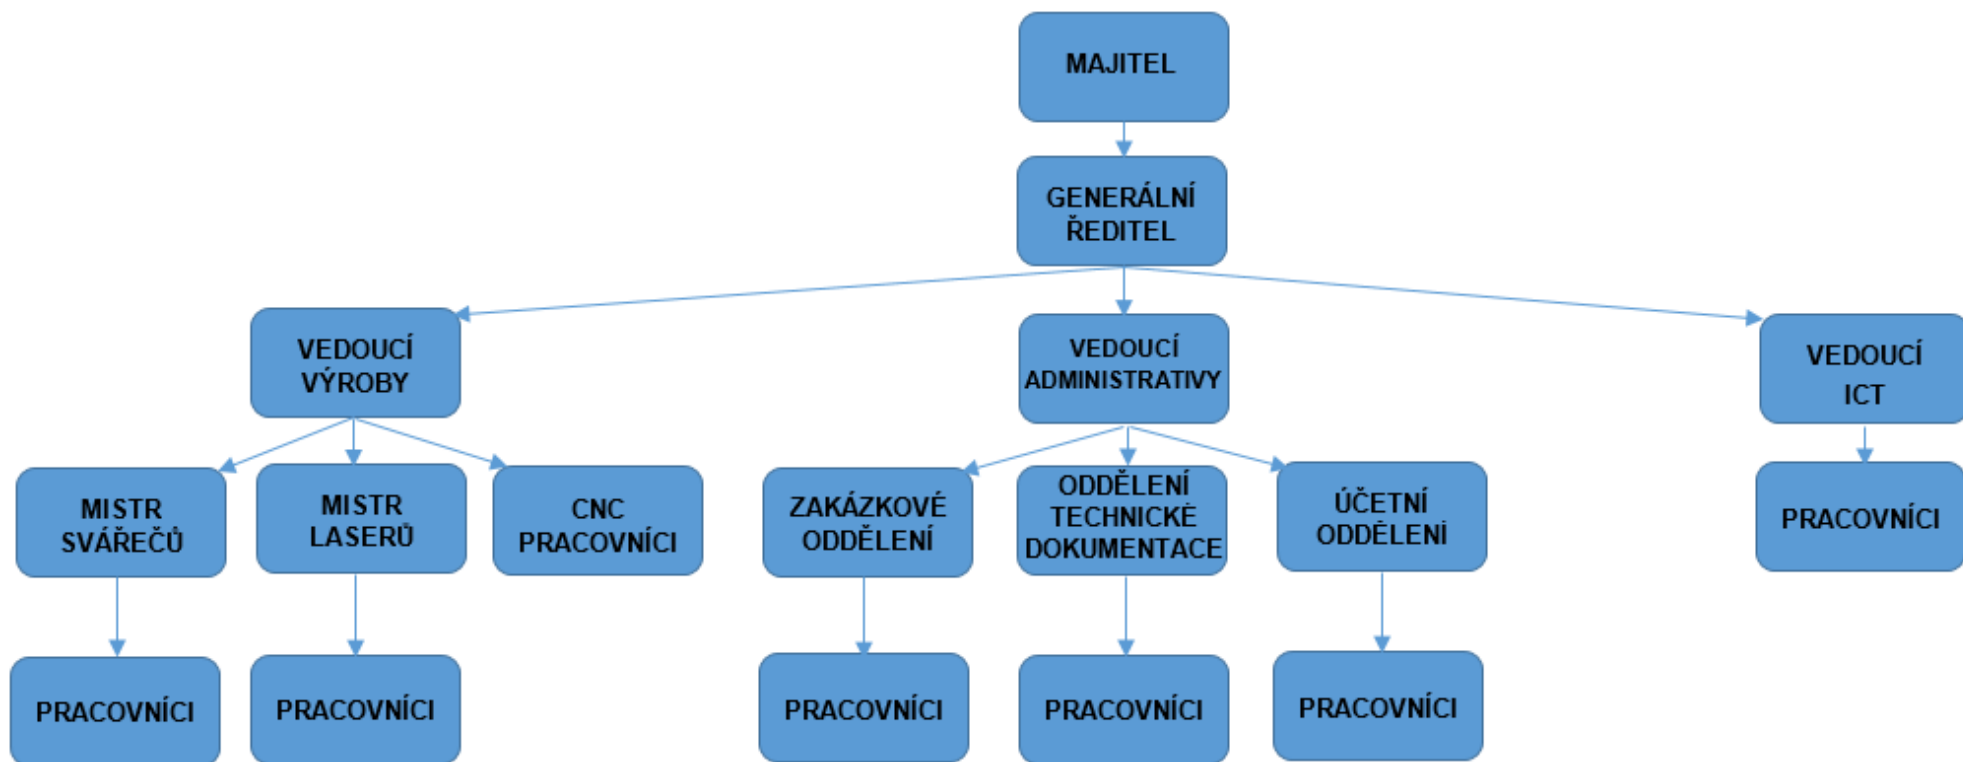 MAJITEL
GENERÁLNÍ
ŘEDITEL
VEDOUCÍ
VÝROBY
VEDOUCÍ
ADMINISTRATIVY
VEDOUCÍ
ICT
MISTR
SVÁŘEČŮ
MISTR
LASERŮ
CNC
PRACOVNÍCI
ZAKÁZKOVÉ
ODDĚLENÍ
ODDĚLENÍ
TECHNICKÉ
DOKUMENTACE
ÚČETNÍ
ODDĚLENÍ
PRACOVNÍCI
PRACOVNÍCI
PRACOVNÍCI
PRACOVNÍCI
PRACOVNÍCI
PRACOVNÍCI